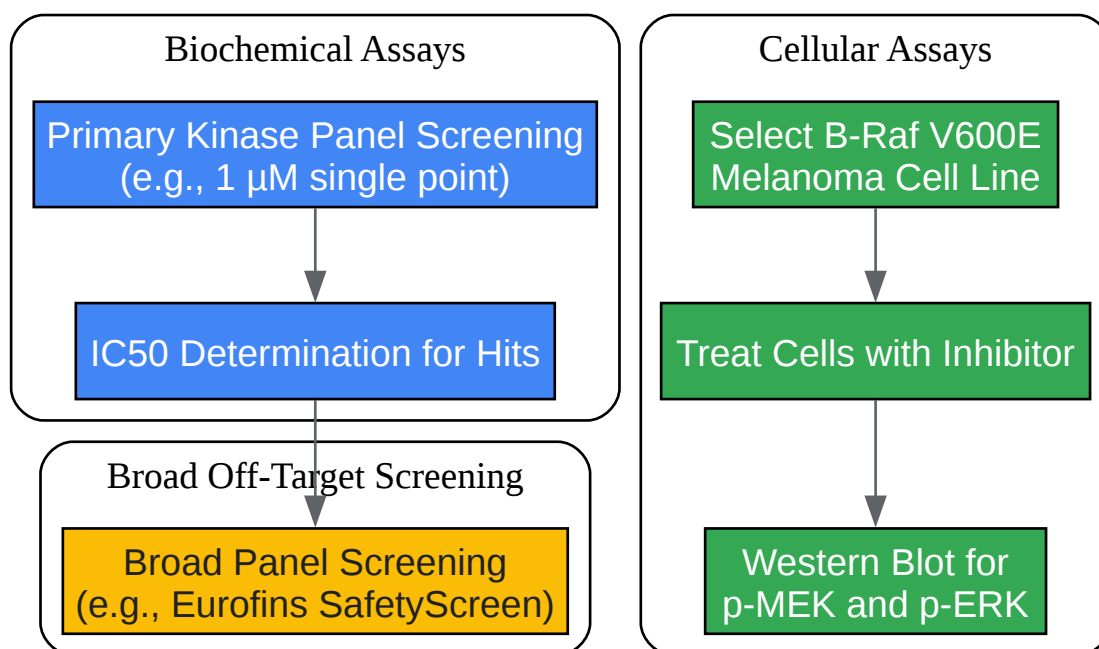 Biochemical Assays
Primary Kinase Panel Screening
(e.g., 1 µM single point)
IC50 Determination for Hits
Broad Off-Target Screening
Broad Panel Screening
(e.g., Eurofins SafetyScreen)
Cellular Assays
Select B-Raf V600E
Melanoma Cell Line
Treat Cells with Inhibitor
Western Blot for
p-MEK and p-ERK